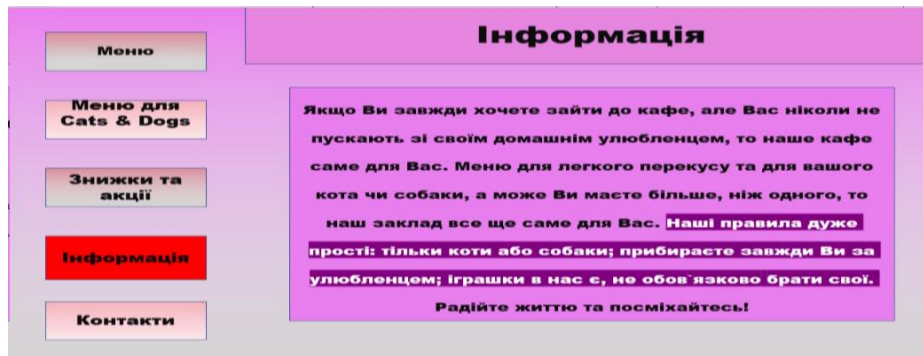 Меню
Меню для
Cats & Dogs
Знижки та
акції
Інформація
Контакти
Інформація
Якщо Ви завжди хочете зайти до кафе, але Вас ніколи не
пускають зі своїм домашнім улюбленцем, то наше кафе
саме для Вас. Меню для легкого перекусу та для вашого
кота чи собаки, а може Ви маєте більше, ніж одного, то
наш заклад все ще саме для Вас. Наші правила дуже
прості: тільки коти або собаки; прибираєте завжди Ви за
улюбленцем; іграшки в нас є, не обов`язково брати свої.
Радійте життю та посміхайтесь!